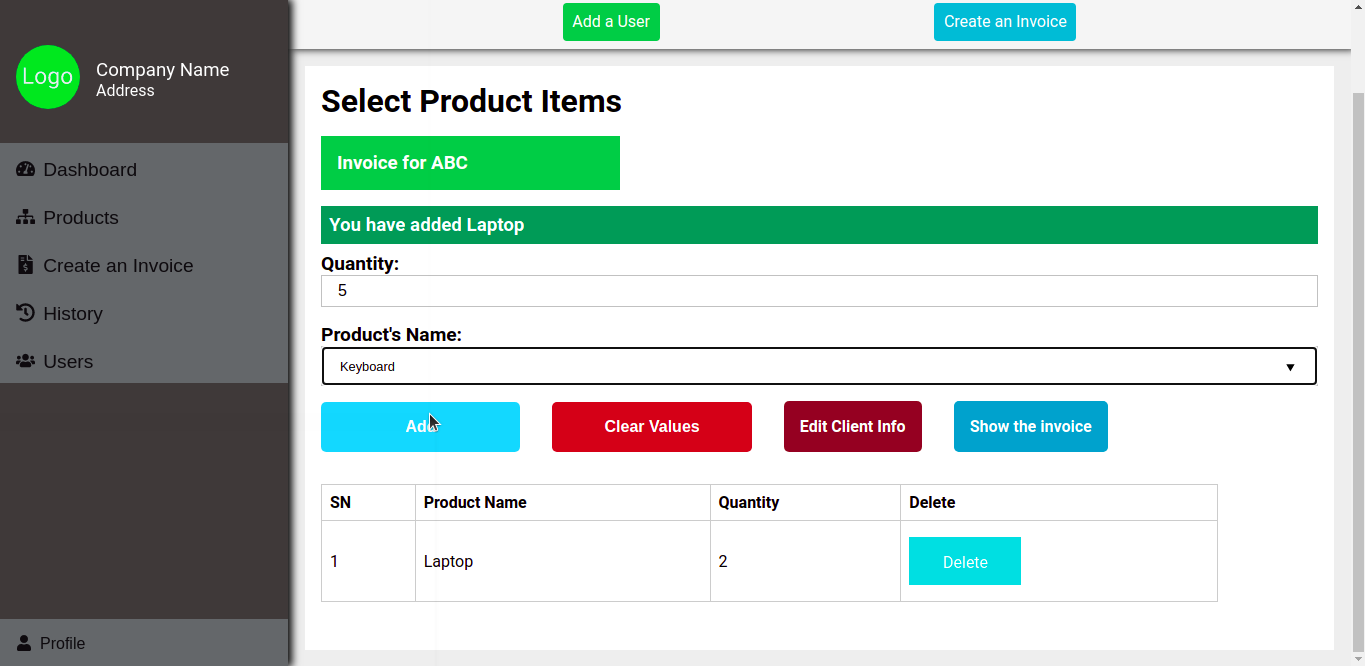 Logo
Company Name
Address
Dashboard
Products
Create an Invoice
History
Users
Profile
Add a User
Create an Invoice
Select Product Items
Invoice for ABC
You have added Laptop
Quantity:
5
Product's Name:
Keyboard
Add
Clear Values
Edit Client Info
Show the invoice
SN Product Name Quantity Delete
1 Laptop 2 Delete